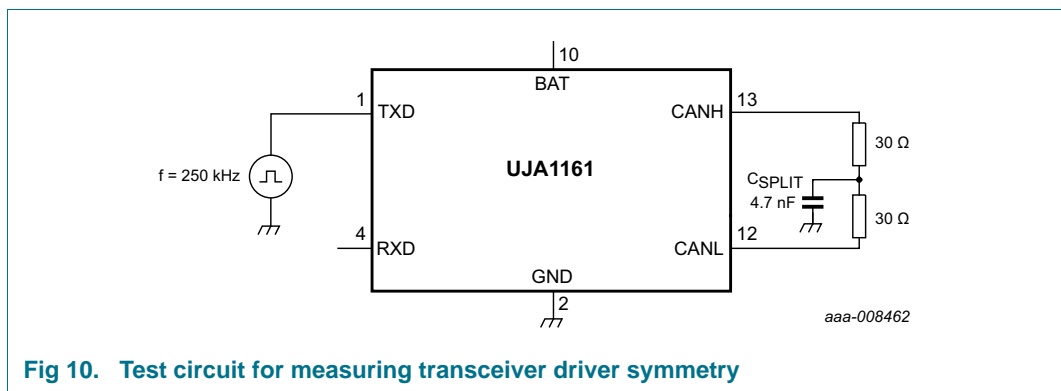 10
BAT
1
TXD
CANH
13
30 Ω
f = 250 kHz
UJA1161
CSPLIT
4.7 nF
30 Ω
4
RXD
CANL
12
GND
2
aaa-008462
Fig 10. Test circuit for measuring transceiver driver symmetry